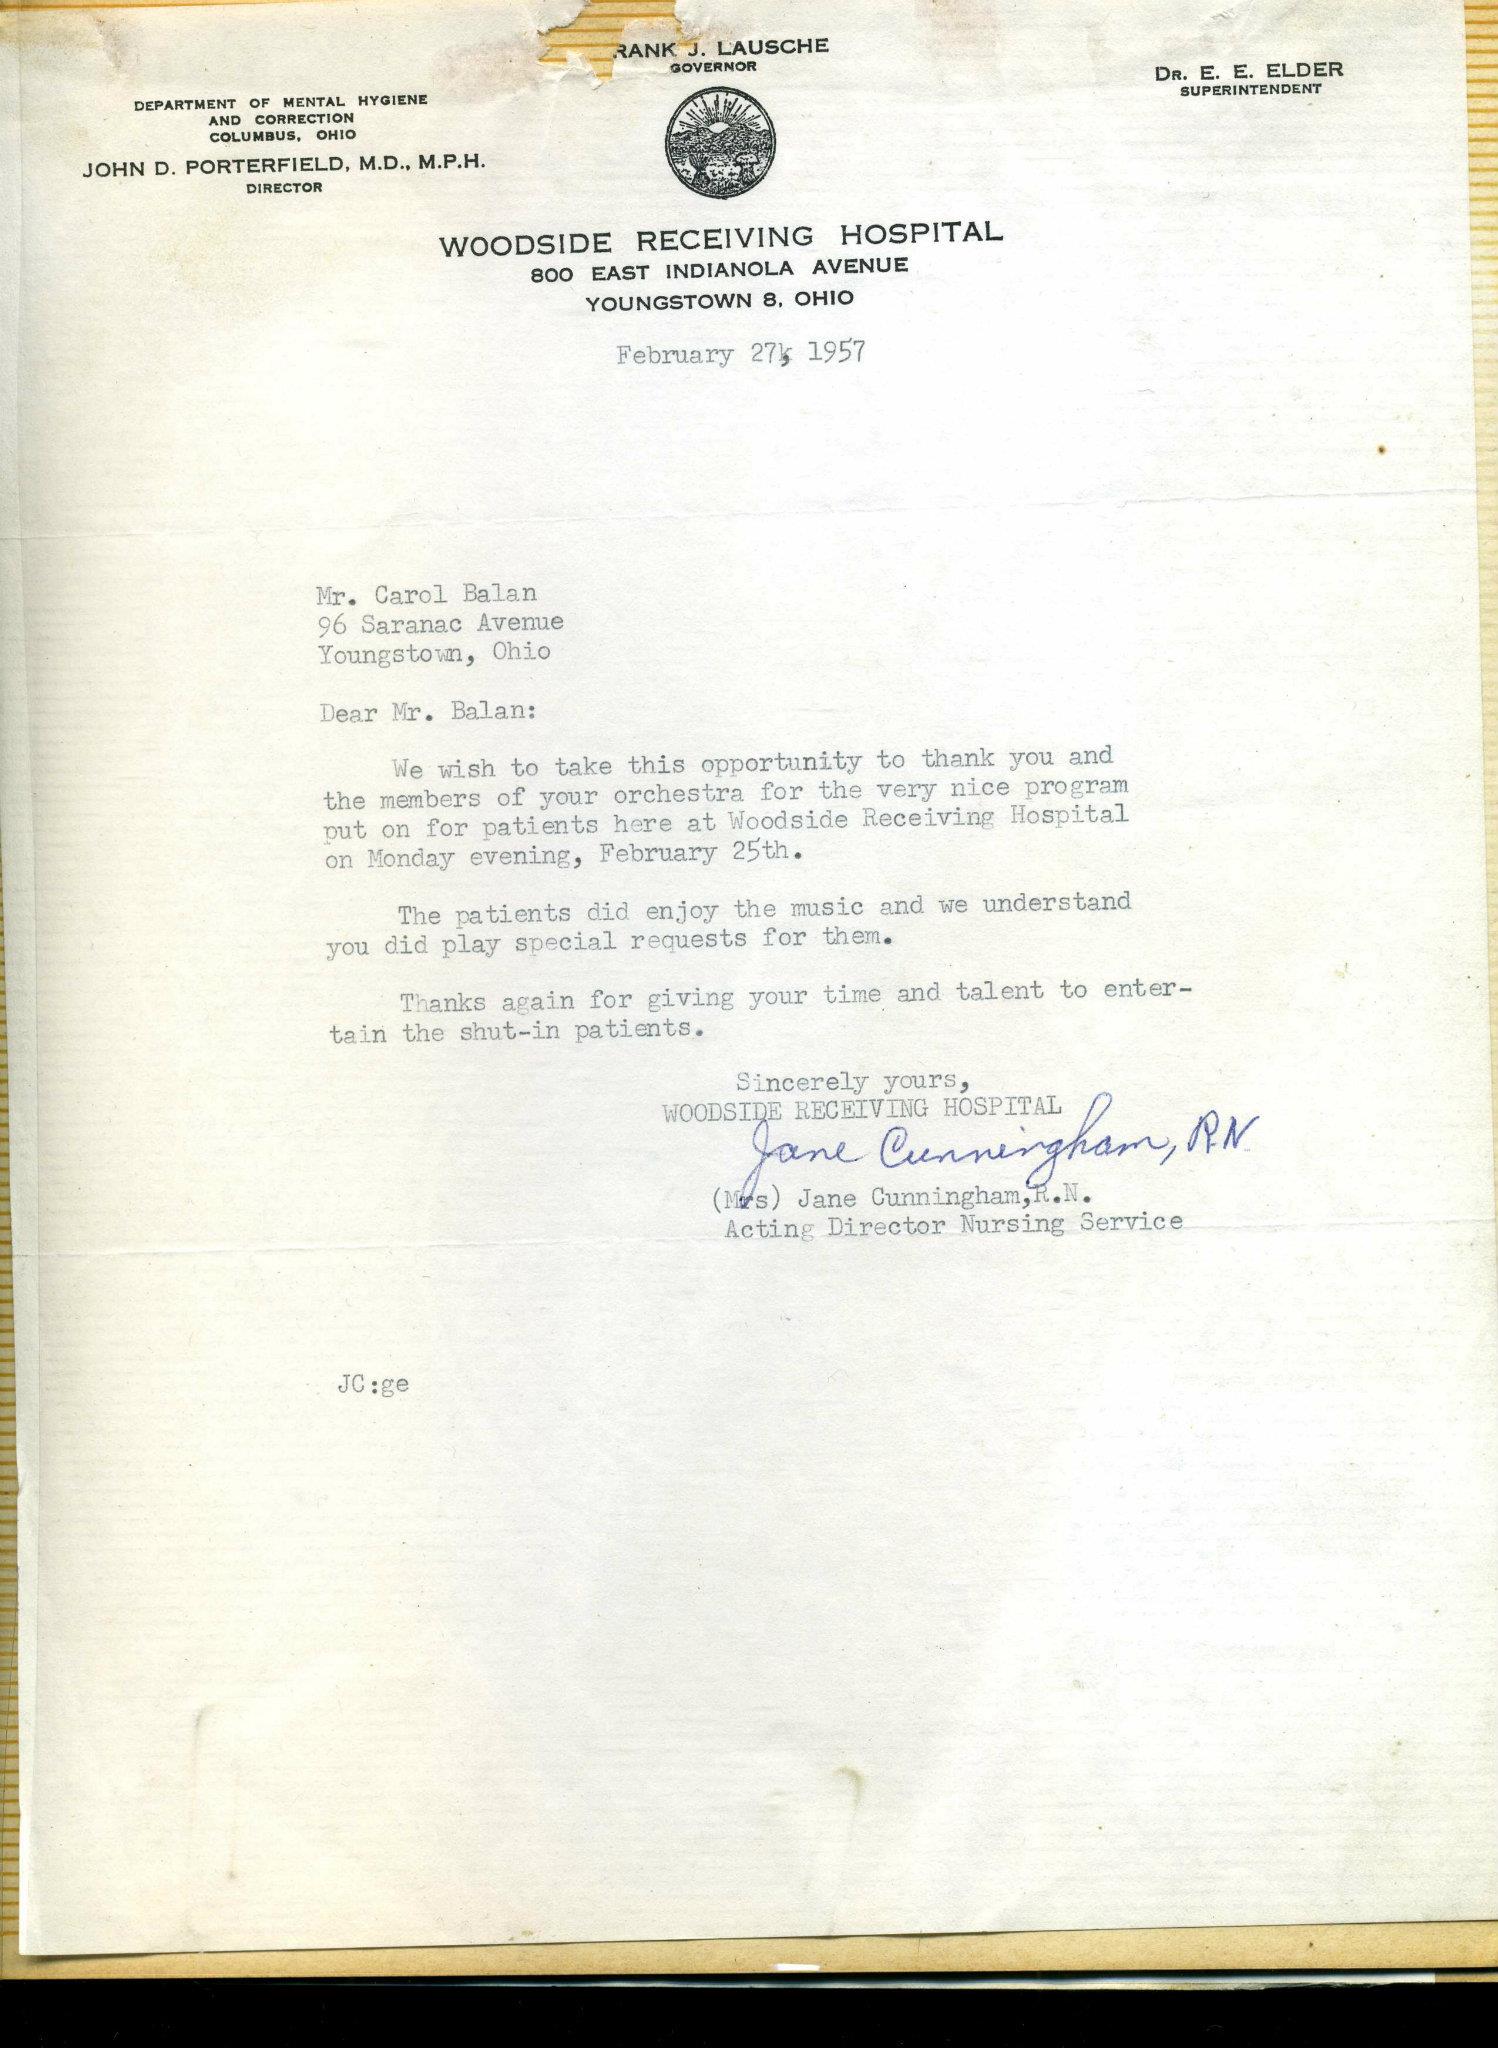 RANK J. LAUSCHE
GOVERNOR
DR. E. E. ELDER
SUPERINTENDENT
DEPARTMENT OF MENTAL HYGIENE
AND CORRECTION
COLUMBUS, OHIO
JOHN D. PORTERFIELD, M.D., M.P.H.
DIRECTOR
WOODSIDE RECEIVING HOSPITAL
800 EAST INDIANOLA AVENUE
YOUNGSTOWN 8, OHIO
February 27, 1957
Mr. Carol Balan
96 Saranac Avenue
Youngstown, Ohio
Dear Mr. Balan:
We wish to take this opportunity to thank you and
the members of your orchestra for the very nice program
put on for patients here at Woodside Receiving Hospital
on Monday evening, February 25th.
The patients did enjoy the music and we understand
you did play special requests for them.
Thanks again for giving your time and talent to enter-
tain the shut-in patients.
Sincerely yours,
WOODSIDE RECEIVING HOSPITAL
Jane Cunningham, R.N.
(Mrs) Jane Cunningham,R.N.
Acting Director Nursing Service
JC:ge